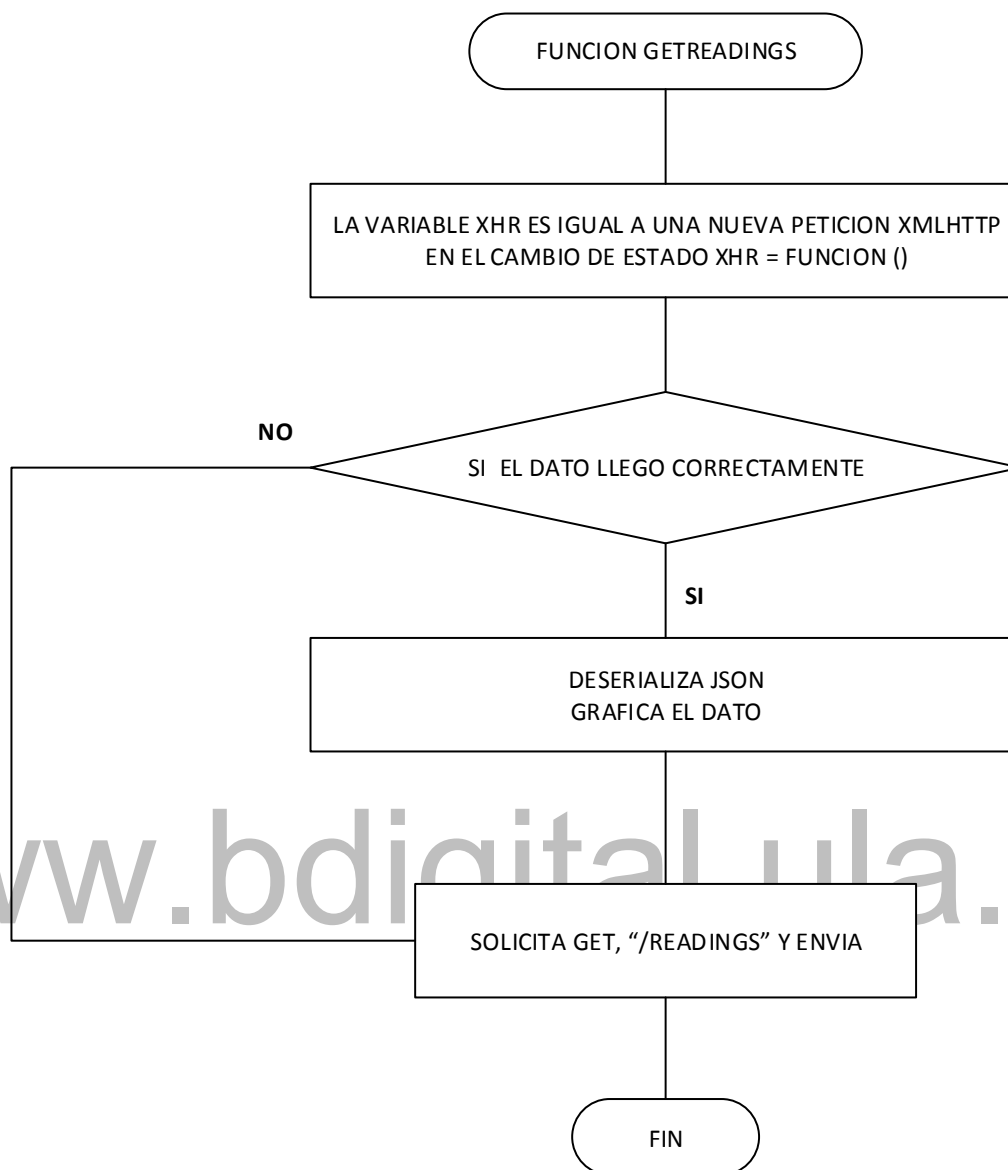 FUNCION GETREADINGS
LA VARIABLE XHR ES IGUAL A UNA NUEVA PETICION XMLHTTP
EN EL CAMBIO DE ESTADO XHR = FUNCION ()
NO
SI EL DATO LLEGO CORRECTAMENTE
SI
DESERIALIZA JSON
GRAFICA EL DATO
w.bdigital.ula.
SOLICITA GET, “/READINGS” Y ENVIA
FIN